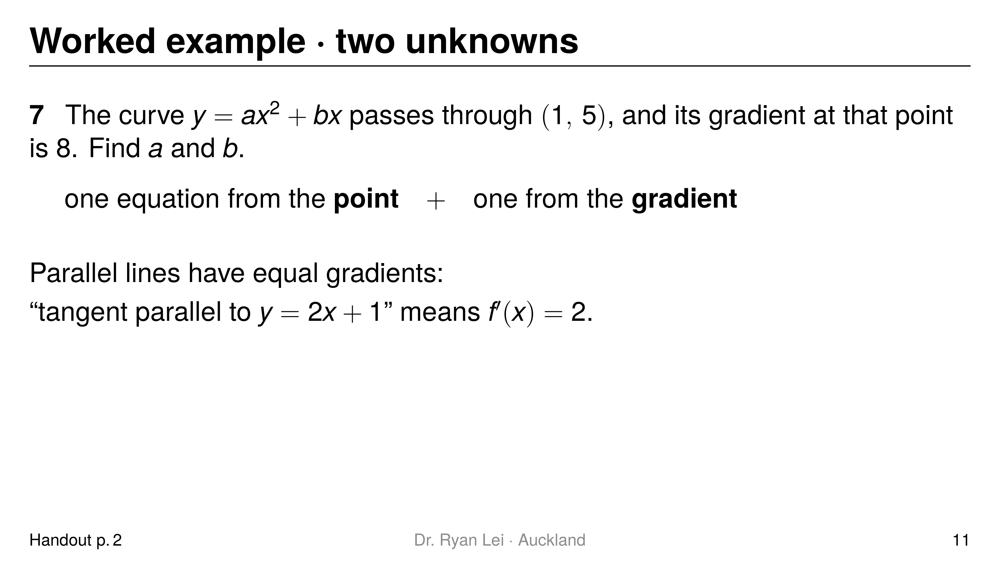 Worked example · two unknowns
7 The curve y = ax² + bx passes through (1, 5), and its gradient at that point
is 8. Find a and b.
one equation from the point + one from the gradient
Parallel lines have equal gradients:
“tangent parallel to y = 2x + 1” means f′(x) = 2.
Handout p. 2
Dr. Ryan Lei · Auckland
11